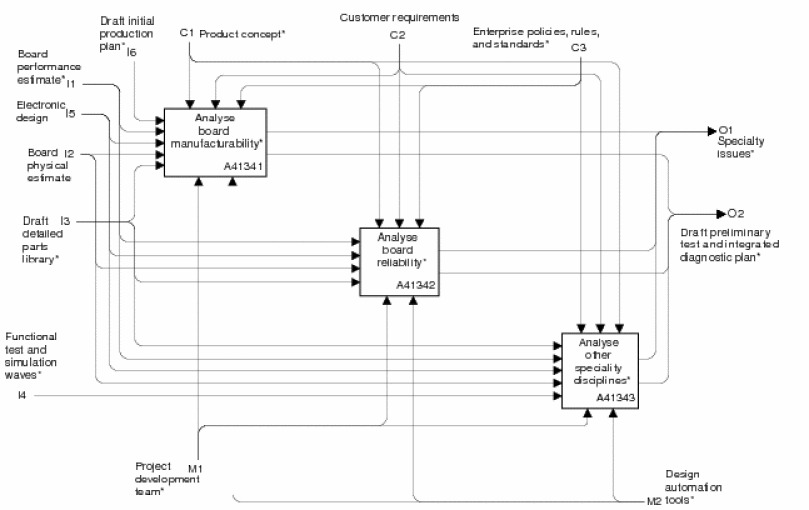 Draft initial
production
plan*
I6
C1
Product concept*
Customer requirements
C2
Enterprise policies, rules,
and standards*
C3
Board
performance
estimate*
I1
Electronic
design
I5
Board
physical
estimate
I2
Draft
detailed
parts
library*
I3
Functional
test and
simulation
waves*
I4
Analyse
board
manufacturability*
A41341
Analyse
board
reliability*
A41342
Analyse
other
speciality
disciplines*
A41343
O1
Specialty
issues*
O2
Draft preliminary
test and integrated
diagnostic plan*
Project
development
team*
M1
Design
automation
tools*
M2